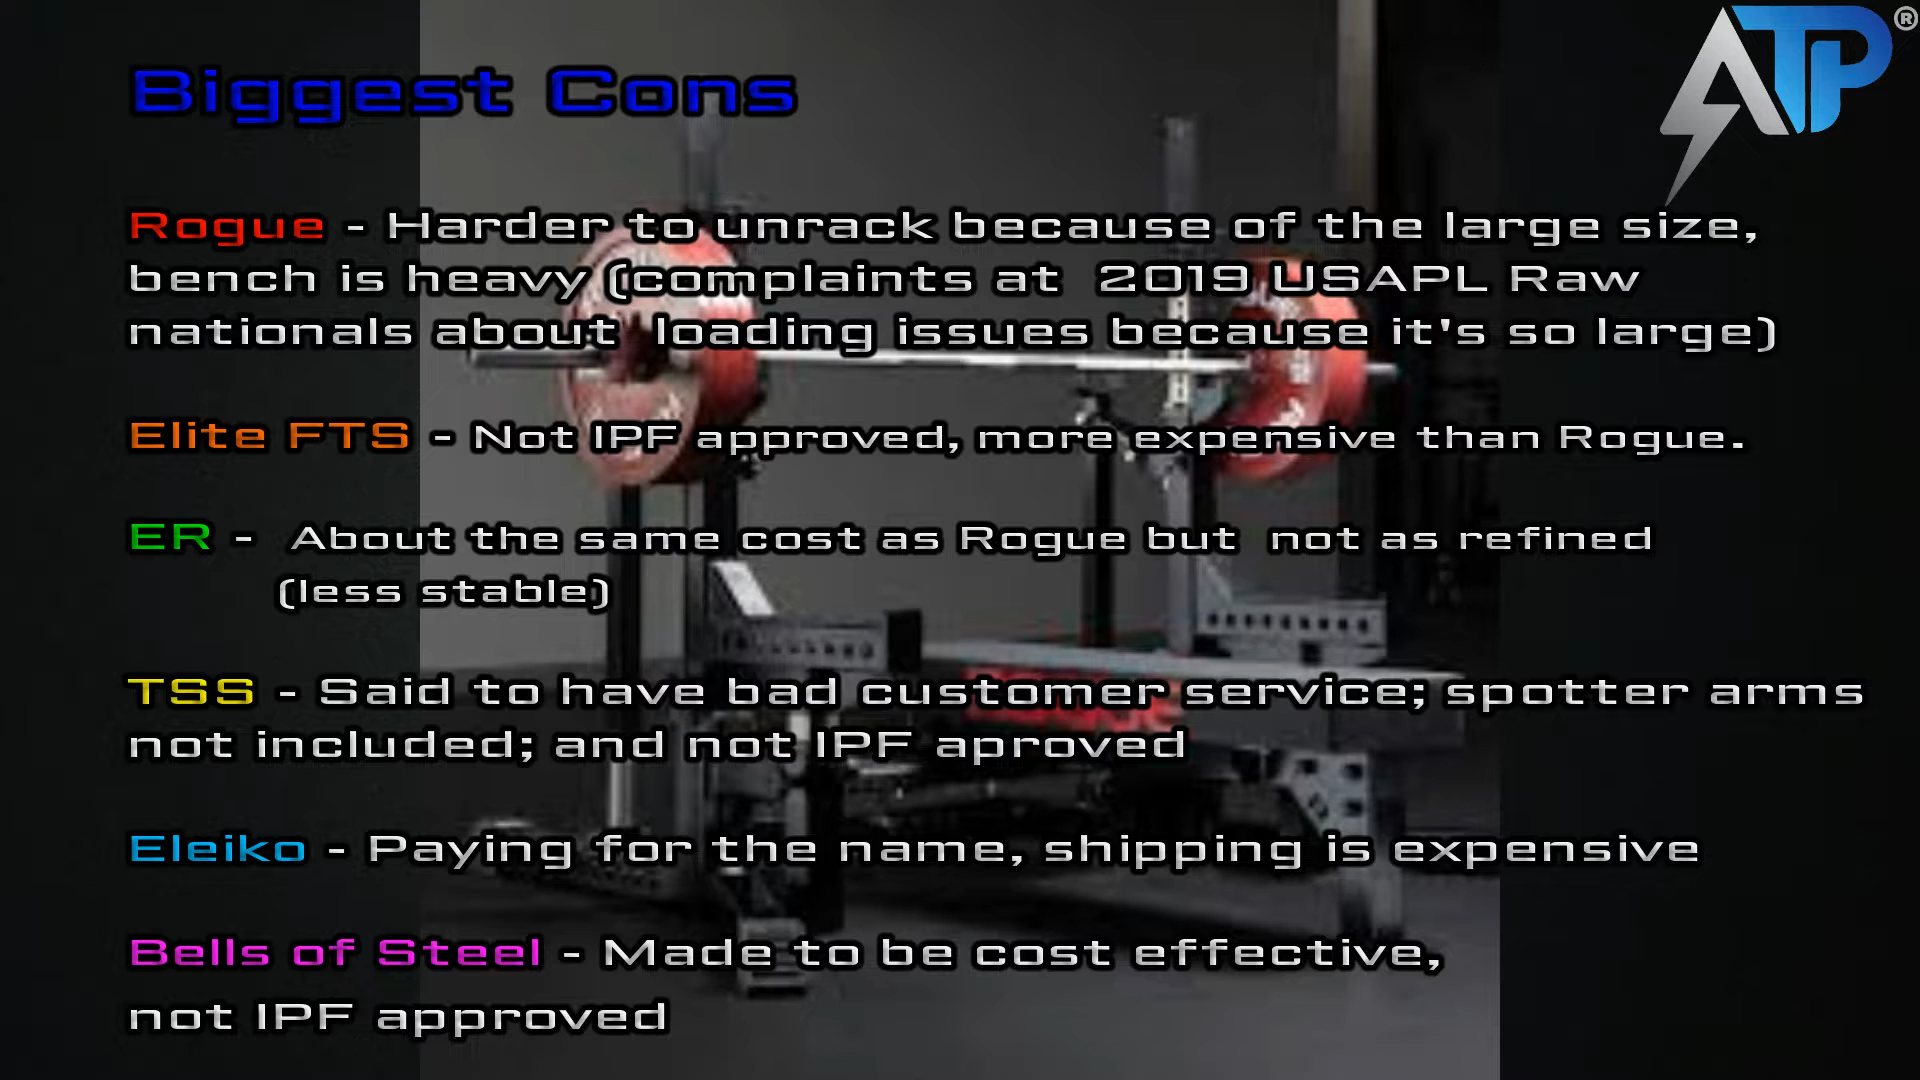 ATP®
Biggest Cons
Rogue - Harder to unrack because of the large size,
bench is heavy (complaints at 2019 USAPL Raw
nationals about loading issues because it's so large)
Elite FTS - Not IPF approved, more expensive than Rogue.
ER - About the same cost as Rogue but not as refined
(less stable)
TSS - Said to have bad customer service; spotter arms
not included; and not IPF aproved
Eleiko - Paying for the name, shipping is expensive
Bells of Steel - Made to be cost effective,
not IPF approved